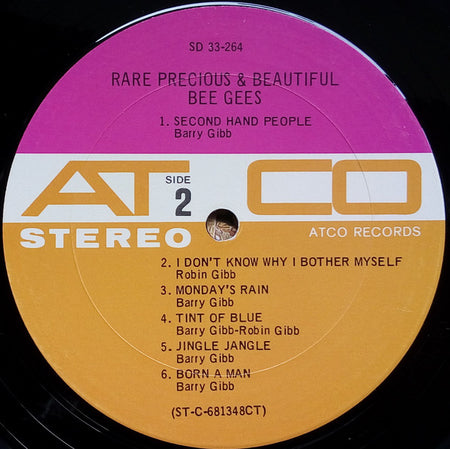 SD 33-264
RARE PRECIOUS & BEAUTIFUL
BEE GEES
1. SECOND HAND PEOPLE
Barry Gibb
ATCO
SIDE
2
STEREO
ATCO RECORDS
2. I DON'T KNOW WHY I BOTHER MYSELF
Robin Gibb
3. MONDAY'S RAIN
Barry Gibb
4. TINT OF BLUE
Barry Gibb-Robin Gibb
5. JINGLE JANGLE
Barry Gibb
6. BORN A MAN
Barry Gibb
(ST-C-681348CT)